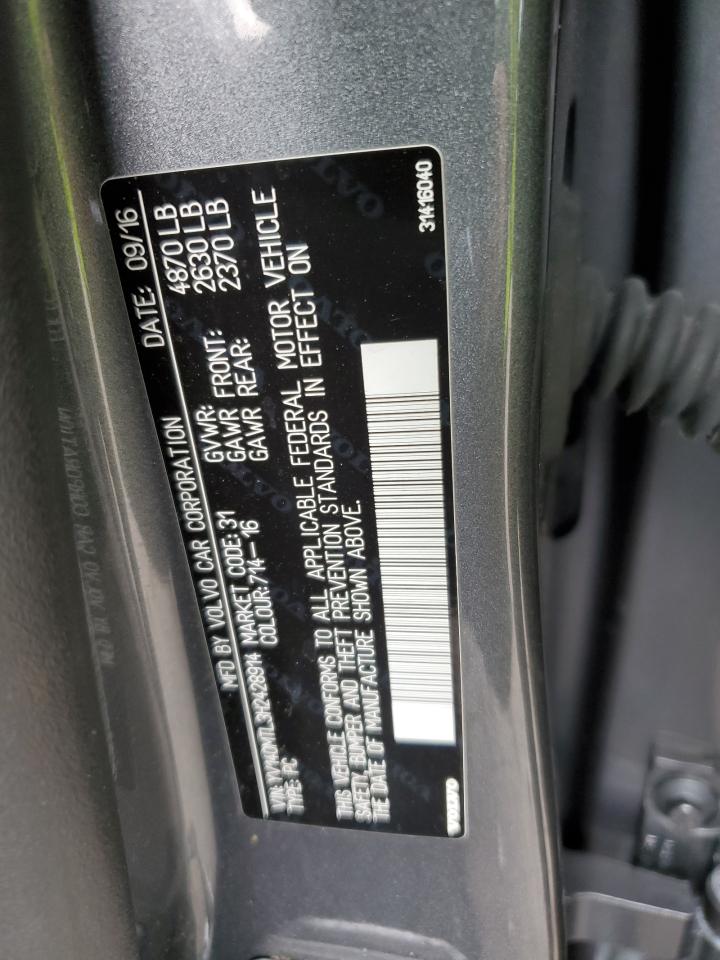 MFD BY VOLVO CAR CORPORATION DATE: 09/16
MARKET CODE: 31 GVWR: 4870 LB
TYPE: PC COLOUR: 714-16 GAWR FRONT: 2630 LB
GAWR REAR: 2370 LB
THIS VEHICLE CONFORMS TO ALL APPLICABLE FEDERAL MOTOR VEHICLE
SAFETY, BUMPER AND THEFT PREVENTION STANDARDS IN EFFECT ON
THE DATE OF MANUFACTURE SHOWN ABOVE.
VOLVO 31416040